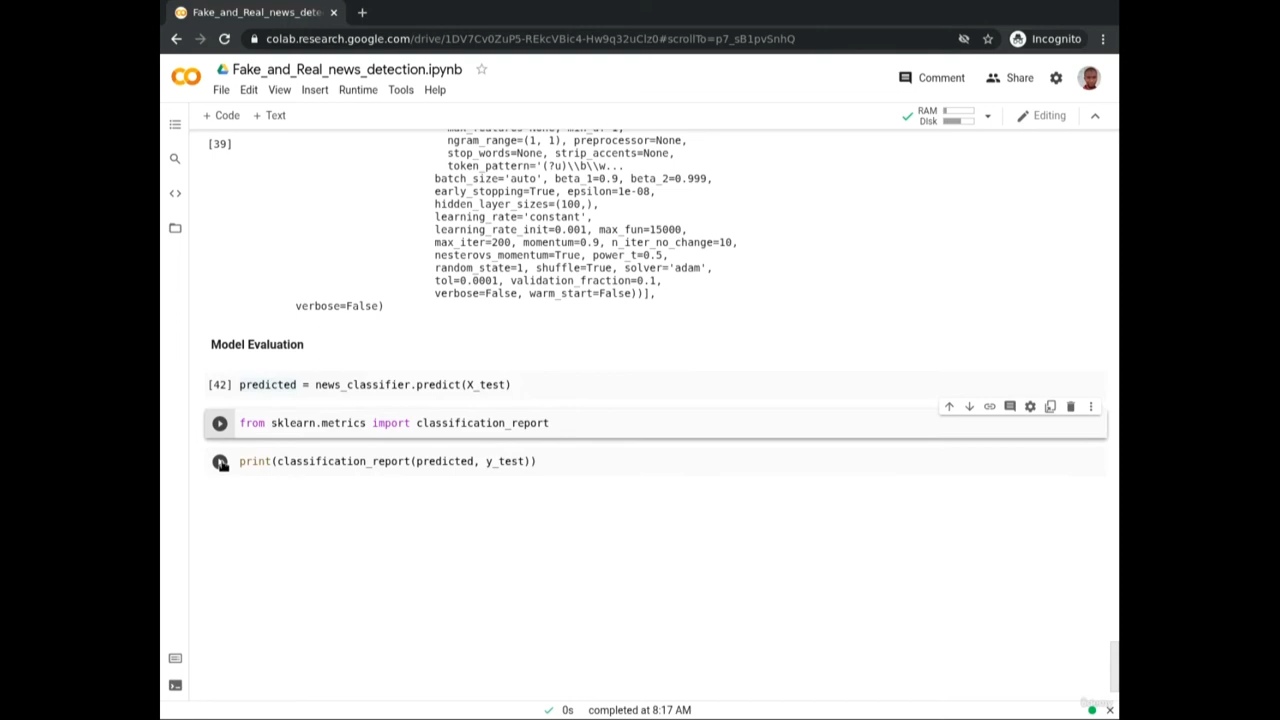 Fake_and_Real_news_dete
colab.research.google.com/drive/1DV7Cv0ZuP5-REkcVBic4-Hw9q32uClz0#scrollTo=p7_sB1pvSnhQ
Incognito
Fake_and_Real_news_detection.ipynb
Comment
Share
File Edit View Insert Runtime Tools Help
+ Code + Text
RAM
Disk
Editing
[39]
ngram_range=(1, 1), preprocessor=None,
stop_words=None, strip_accents=None,
token_pattern='(?u)\\b\\w...
batch_size='auto', beta_1=0.9, beta_2=0.999,
early_stopping=True, epsilon=1e-08,
hidden_layer_sizes=(100,),
learning_rate='constant',
learning_rate_init=0.001, max_fun=15000,
max_iter=200, momentum=0.9, n_iter_no_change=10,
nesterovs_momentum=True, power_t=0.5,
random_state=1, shuffle=True, solver='adam',
tol=0.0001, validation_fraction=0.1,
verbose=False, warm_start=False))],
verbose=False)
Model Evaluation
[42] predicted = news_classifier.predict(X_test)
from sklearn.metrics import classification_report
print(classification_report(predicted, y_test))
0s completed at 8:17 AM